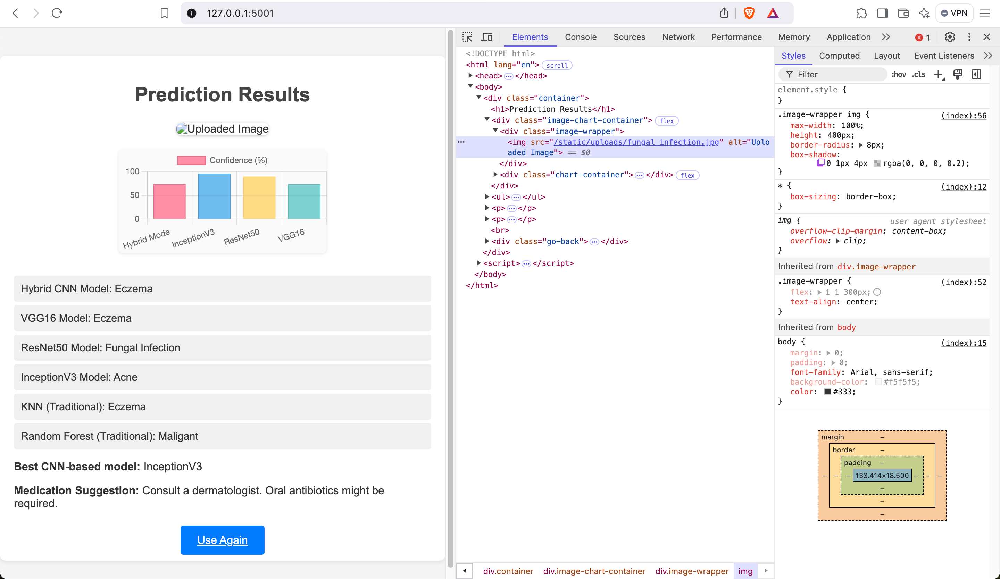 127.0.0.1:5001
VPN
Prediction Results
Uploaded Image
Confidence (%)
100
50
0
Hybrid Mode
InceptionV3
ResNet50
VGG16
Hybrid CNN Model: Eczema
VGG16 Model: Eczema
ResNet50 Model: Fungal Infection
InceptionV3 Model: Acne
KNN (Traditional): Eczema
Random Forest (Traditional): Maligant
Best CNN-based model: InceptionV3
Medication Suggestion: Consult a dermatologist. Oral antibiotics might be
required.
Use Again
Elements Console Sources Network Performance Memory Application 1
<!DOCTYPE html>
<html lang="en"> scroll
<head> ••• </head>
<body>
<div class="container">
<h1>Prediction Results</h1>
<div class="image-chart-container"> flex
<div class="image-wrapper">
••• <img src="/static/uploads/fungal_infection.jpg" alt="Uplo
aded Image"> == $0
</div>
<div class="chart-container"> ••• </div> flex
</div>
<ul> ••• </ul>
<p> ••• </p>
<p> ••• </p>
<br>
<div class="go-back"> ••• </div>
</div>
<script> ••• </script>
</body>
</html>
div.container div.image-chart-container div.image-wrapper img
Styles Computed Layout Event Listeners
Filter :hov .cls
element.style {
}
.image-wrapper img { (index):56
max-width: 100%;
height: 400px;
border-radius: 8px;
box-shadow:
0 1px 4px rgba(0, 0, 0, 0.2);
}
* { (index):12
box-sizing: border-box;
}
img { user agent stylesheet
overflow-clip-margin: content-box;
overflow: clip;
}
Inherited from div.image-wrapper
.image-wrapper { (index):52
flex: 1 1 300px;
text-align: center;
}
Inherited from body
body { (index):15
margin: 0;
padding: 0;
font-family: Arial, sans-serif;
background-color: #f5f5f5;
color: #333;
}
margin –
border –
padding –
– – – 133.414×18.500 – – –
–
–
–